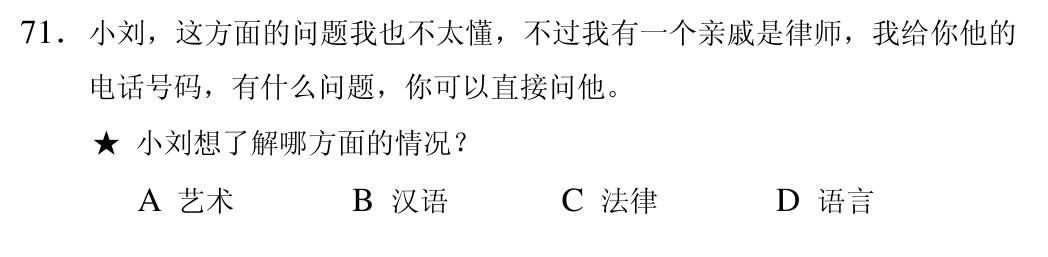 71. 小刘，这方面的问题我也不太懂，不过我有一个亲戚是律师，我给你他的
电话号码，有什么问题，你可以直接问他。
★ 小刘想了解哪方面的情况？
A 艺术 B 汉语 C 法律 D 语言